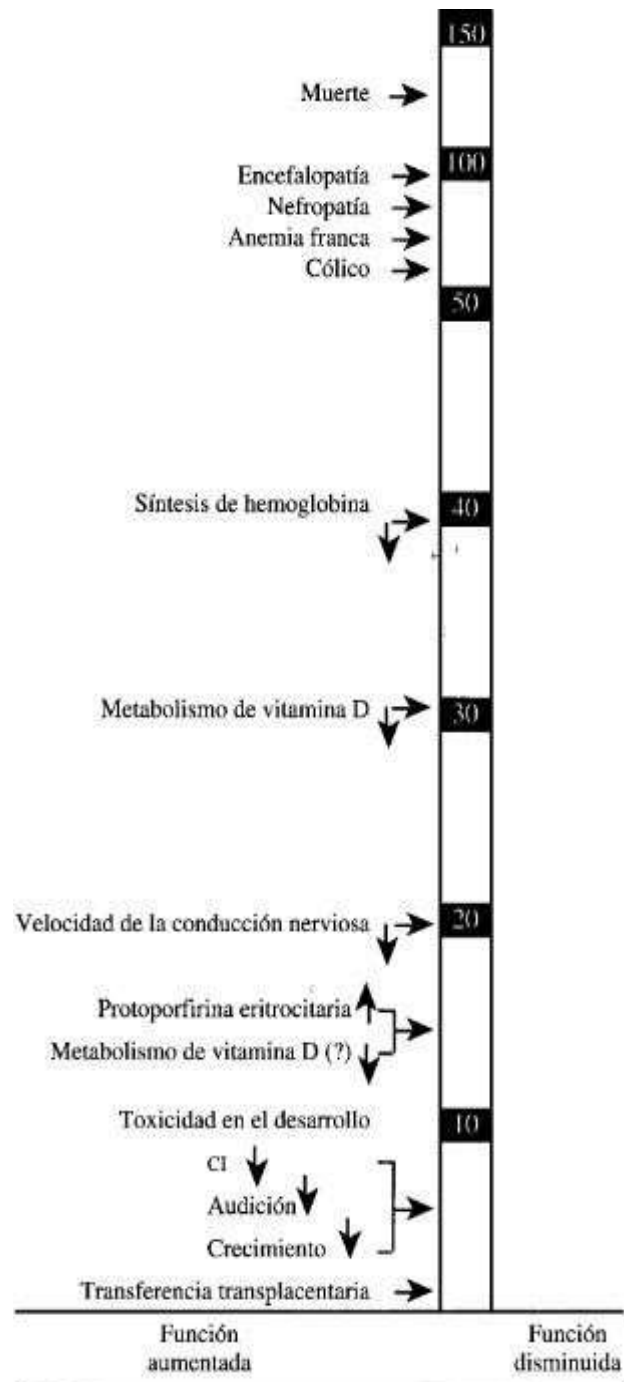 150
Muerte
100
Encefalopatía
Nefropatía
Anemia franca
Cólico
50
Síntesis de hemoglobina
40
Metabolismo de vitamina D
30
Velocidad de la conducción nerviosa
20
Protoporfirina eritrocitaria
Metabolismo de vitamina D (?)
Toxicidad en el desarrollo
10
CI
Audición
Crecimiento
Transferencia transplacentaria
Función
aumentada
Función
disminuida